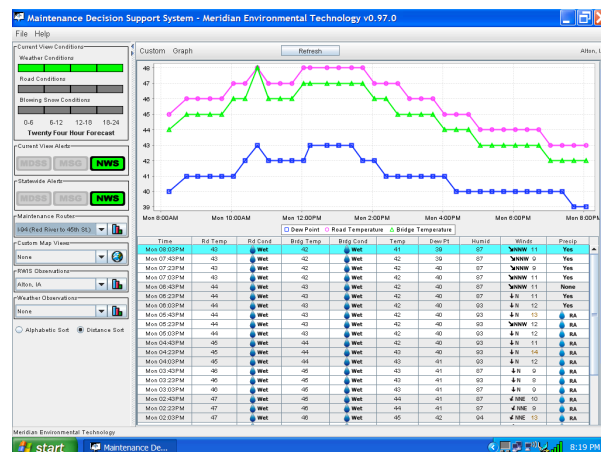 Maintenance Decision Support System - Meridian Environmental Technology v0.97.0
File Help
Current View Conditions
Weather Conditions
Road Conditions
Blowing Snow Conditions
0-6 6-12 12-18 18-24
Twenty Four Hour Forecast
Current View Alerts
MDSS MSG NWS
Statewide Alerts
MDSS MSG NWS
Maintenance Routes
I-94 (Red River to 45th St.)
Custom Map Views
None
RWIS Observations
Alton, IA
Weather Observations
None
Alphabetic Sort Distance Sort
Custom Graph Refresh Alton, I
48
47
46
45
44
43
42
41
40
39
Mon 8:00AM Mon 10:00AM Mon 12:00PM Mon 2:00PM Mon 4:00PM Mon 6:00PM Mon 8:00P
Dew Point Road Temperature Bridge Temperature
Time Rd Temp Rd Cond Brdg Temp Brdg Cond Temp Dew Pt Humid Winds Precip
Mon 08:03PM 43 Wet 42 Wet 41 39 87 NNW 11 Yes
Mon 07:43PM 43 Wet 42 Wet 42 39 87 NNW 9 Yes
Mon 07:23PM 43 Wet 42 Wet 42 40 87 NNW 9 Yes
Mon 07:03PM 43 Wet 42 Wet 42 40 87 NNW 11 Yes
Mon 06:43PM 44 Wet 43 Wet 42 40 87 NNW 11 None
Mon 06:33PM 44 Wet 43 Wet 42 40 87 N 11 Yes
Mon 06:23PM 44 Wet 43 Wet 42 40 93 N 12 Yes
Mon 05:43PM 44 Wet 43 Wet 42 40 93 N 13 RA
Mon 05:23PM 44 Wet 43 Wet 42 40 93 NNW 12 RA
Mon 05:03PM 44 Wet 43 Wet 42 40 93 N 12 RA
Mon 04:43PM 45 Wet 44 Wet 42 40 93 N 11 RA
Mon 04:23PM 45 Wet 44 Wet 43 40 93 N 14 RA
Mon 04:03PM 45 Wet 44 Wet 43 41 93 N 12 RA
Mon 03:43PM 46 Wet 45 Wet 43 41 87 N 9 RA
Mon 03:23PM 46 Wet 45 Wet 43 41 93 N 8 RA
Mon 03:03PM 46 Wet 45 Wet 43 41 87 N 9 RA
Mon 02:43PM 47 Wet 46 Wet 44 41 87 NNE 10 RA
Mon 02:23PM 47 Wet 46 Wet 44 41 87 NNE 9 RA
Mon 02:03PM 47 Wet 46 Wet 45 42 94 NNE 13 RA
Meridian Environmental Technology
start Maintenance De... 8:19 PM